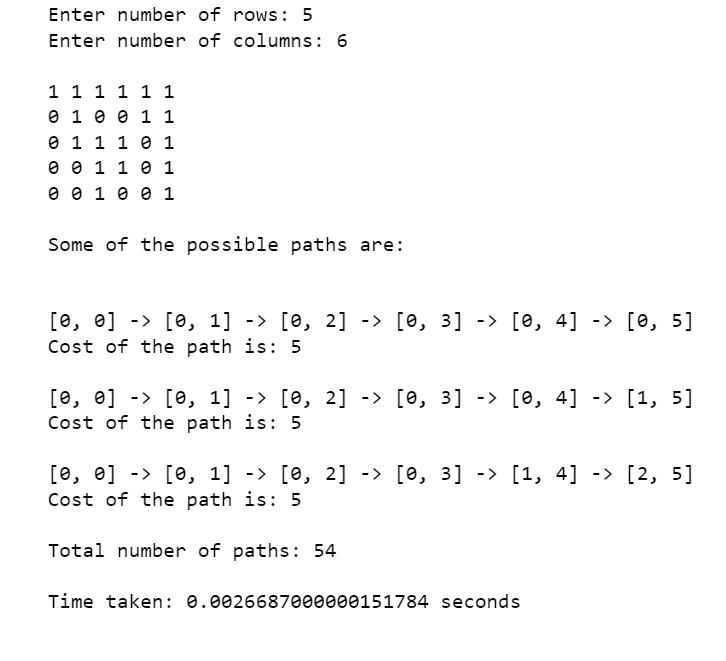 Enter number of rows: 5
Enter number of columns: 6
1 1 1 1 1 1
0 1 0 0 1 1
0 1 1 1 0 1
0 0 1 1 0 1
0 0 1 0 0 1
Some of the possible paths are:
[0, 0] -> [0, 1] -> [0, 2] -> [0, 3] -> [0, 4] -> [0, 5]
Cost of the path is: 5
[0, 0] -> [0, 1] -> [0, 2] -> [0, 3] -> [0, 4] -> [1, 5]
Cost of the path is: 5
[0, 0] -> [0, 1] -> [0, 2] -> [0, 3] -> [1, 4] -> [2, 5]
Cost of the path is: 5
Total number of paths: 54
Time taken: 0.0026687000000151784 seconds